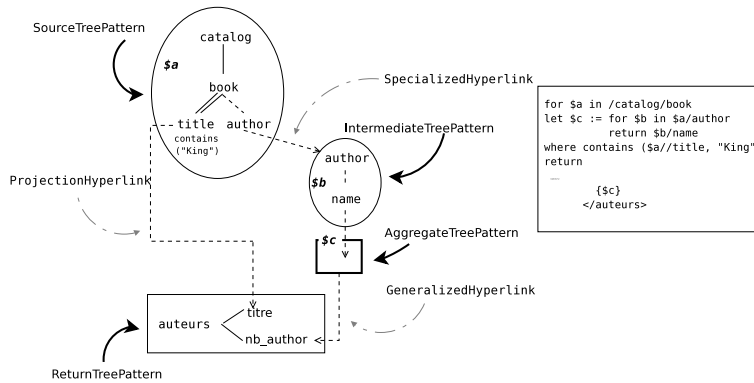 SourceTreePattern
catalog
$a
book
title author
contains
("King")
SpecializedHyperlink
IntermediateTreePattern
author
$b
name
ProjectionHyperlink
$c
AggregateTreePattern
GeneralizedHyperlink
auteurs
titre
nb_author
ReturnTreePattern
for $a in /catalog/book
let $c := for $b in $a/author
return $b/name
where contains ($a//title, "King"
return
{$c}
</auteurs>